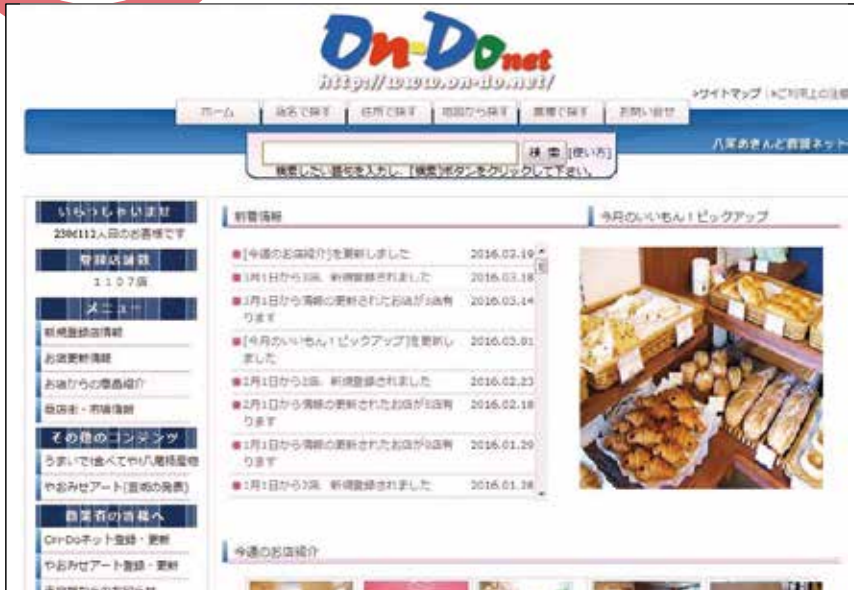 On-Do net
http://www.on-do.net/
▸サイトマップ | ▸ご利用上の注意
ホーム 店名で探す 住所で探す 地図から探す 業種で探す お問い合せ
八尾あきんど商議ネット
検 索 [使い方]
検索したい語句を入力し、[検索]ボタンをクリックして下さい。
いらっしゃいませ
人目のお客様です
登録店舗数
1107店
メニュー
新規登録店情報
お店更新情報
お店からの商品紹介
商店街・市場情報
その他のコンテンツ
うまいで!食べてや!八尾特産物
やおみせアート(芸術の発表)
商業者の皆様へ
On-Doネット登録・更新
やおみせアート登録・更新
新着情報
[今週のお店紹介]を更新しました 2016.03.19
3月1日から3店、新規登録されました 2016.03.18
3月1日から情報の更新されたお店が3店有ります 2016.03.14
[今月のいいもん!ピックアップ]を更新しました 2016.03.01
2月1日から2店、新規登録されました 2016.02.23
2月1日から情報の更新されたお店が 店有ります 2016.02.18
1月1日から情報の更新されたお店が 店有ります 2016.01.29
1月1日から 店、新規登録されました 2016.01.28
今月のいいもん!ピックアップ
今週のお店紹介